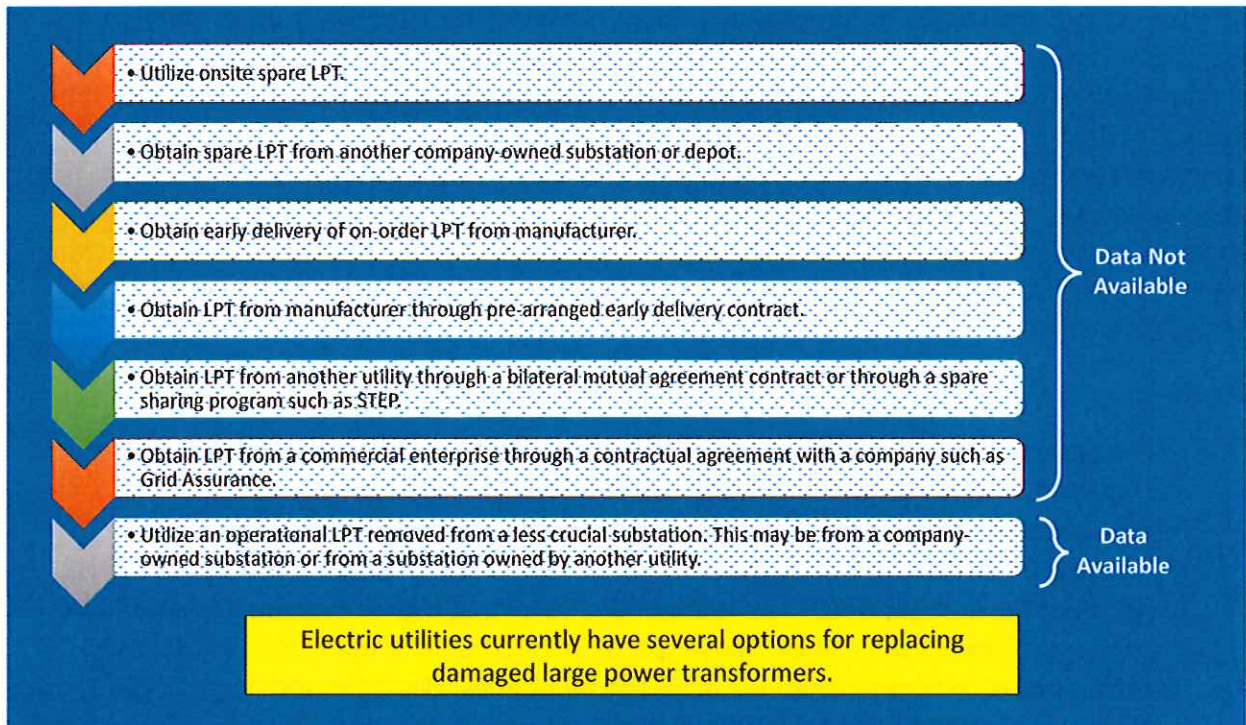 • Utilize onsite spare LPT.
• Obtain spare LPT from another company-owned substation or depot.
• Obtain early delivery of on-order LPT from manufacturer.
• Obtain LPT from manufacturer through pre-arranged early delivery contract.
• Obtain LPT from another utility through a bilateral mutual agreement contract or through a spare
sharing program such as STEP.
• Obtain LPT from a commercial enterprise through a contractual agreement with a company such as
Grid Assurance.
Data Not
Available
• Utilize an operational LPT removed from a less crucial substation. This may be from a company-
owned substation or from a substation owned by another utility.
Data
Available
Electric utilities currently have several options for replacing
damaged large power transformers.